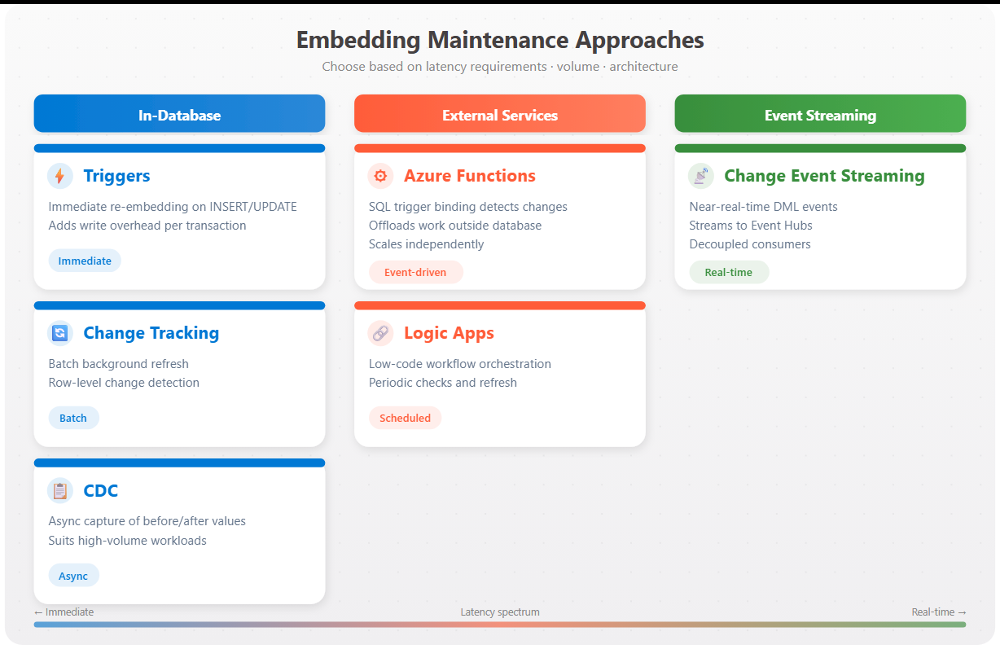 Embedding Maintenance Approaches
Choose based on latency requirements · volume · architecture
In-Database
Triggers
Immediate re-embedding on INSERT/UPDATE
Adds write overhead per transaction
Immediate
Change Tracking
Batch background refresh
Row-level change detection
Batch
CDC
Async capture of before/after values
Suits high-volume workloads
Async
External Services
Azure Functions
SQL trigger binding detects changes
Offloads work outside database
Scales independently
Event-driven
Logic Apps
Low-code workflow orchestration
Periodic checks and refresh
Scheduled
Event Streaming
Change Event Streaming
Near-real-time DML events
Streams to Event Hubs
Decoupled consumers
Real-time
← Immediate
Latency spectrum
Real-time →